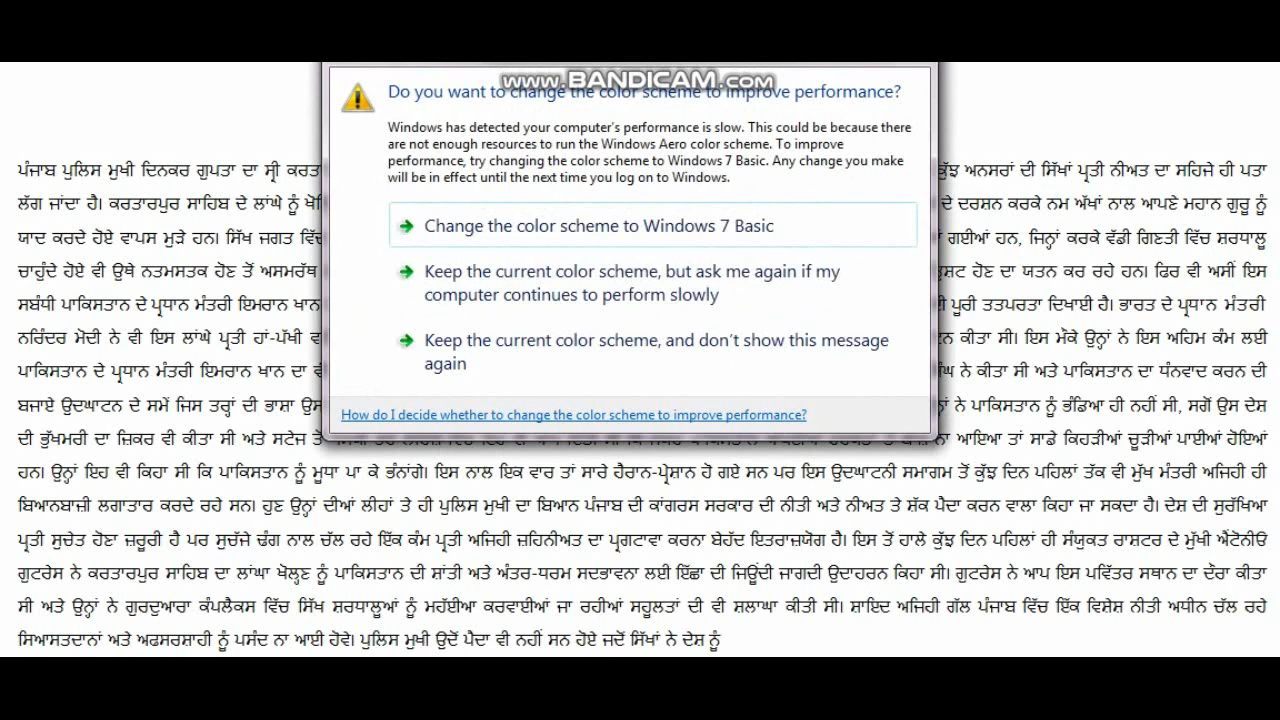 www.BANDICAM.com
Do you want to change the color scheme to improve performance?
Windows has detected your computer's performance is slow. This could be because there
are not enough resources to run the Windows Aero color scheme. To improve
performance, try changing the color scheme to Windows 7 Basic. Any change you make
will be in effect until the next time you log on to Windows.
Change the color scheme to Windows 7 Basic
Keep the current color scheme, but ask me again if my
computer continues to perform slowly
Keep the current color scheme, and don't show this message
again
How do I decide whether to change the color scheme to improve performance?
ਪੰਜਾਬ ਪੁਲਿਸ ਮੁਖੀ ਦਿਨਕਰ ਗੁਪਤਾ ਦਾ ਸ੍ਰੀ ਕੁੱਝ ਅਨਸਰਾਂ ਦੀ ਸਿੱਖਾਂ ਪ੍ਰਤੀ ਨੀਅਤ ਦਾ ਸਹਿਜੇ ਹੀ ਪਤਾ
ਲੱਗ ਜਾਂਦਾ ਹੈ। ਕਰਤਾਰਪੁਰ ਸਾਹਿਬ ਦੇ ਲਾਂਘੇ ਨੂੰ ਦੇ ਦਰਸ਼ਨ ਕਰਕੇ ਨਮ ਅੱਖਾਂ ਨਾਲ ਆਪਣੇ ਮਹਾਨ ਗੁਰੂ ਨੂੰ
ਯਾਦ ਕਰਦੇ ਹੋਏ ਵਾਪਸ ਮੁੜੇ ਹਨ। ਸਿੱਖ ਜਗਤ ਵਿੱਚ ਗਈਆਂ ਹਨ, ਜਿਨ੍ਹਾਂ ਕਰਕੇ ਵੱਡੀ ਗਿਣਤੀ ਵਿੱਚ ਸ਼ਰਧਾਲੂ
ਚਾਹੁੰਦੇ ਹੋਏ ਵੀ ਉਥੇ ਨਤਮਸਤਕ ਹੋਣ ਤੋਂ ਅਸਮਰੱਥ ਹੋਣ ਦਾ ਯਤਨ ਕਰ ਰਹੇ ਹਨ। ਫਿਰ ਵੀ ਅਸੀਂ ਇਸ
ਸਬੰਧੀ ਪਾਕਿਸਤਾਨ ਦੇ ਪ੍ਰਧਾਨ ਮੰਤਰੀ ਇਮਰਾਨ ਖਾਨ ਪੂਰੀ ਤਤਪਰਤਾ ਦਿਖਾਈ ਹੈ। ਭਾਰਤ ਦੇ ਪ੍ਰਧਾਨ ਮੰਤਰੀ
ਨਰਿੰਦਰ ਮੋਦੀ ਨੇ ਵੀ ਇਸ ਲਾਂਘੇ ਪ੍ਰਤੀ ਹਾਂ-ਪੱਖੀ ਕੀਤਾ ਸੀ। ਇਸ ਮੌਕੇ ਉਨ੍ਹਾਂ ਨੇ ਇਸ ਅਹਿਮ ਕੰਮ ਲਈ
ਪਾਕਿਸਤਾਨ ਦੇ ਪ੍ਰਧਾਨ ਮੰਤਰੀ ਇਮਰਾਨ ਖਾਨ ਦਾ ਨੇ ਕੀਤਾ ਸੀ ਅਤੇ ਪਾਕਿਸਤਾਨ ਦਾ ਧੰਨਵਾਦ ਕਰਨ ਦੀ
ਬਜਾਏ ਉਦਘਾਟਨ ਦੇ ਸਮੇਂ ਜਿਸ ਤਰ੍ਹਾਂ ਦੀ ਭਾਸ਼ਾ ਨੇ ਪਾਕਿਸਤਾਨ ਨੂੰ ਭੰਡਿਆ ਹੀ ਨਹੀਂ ਸੀ, ਸਗੋਂ ਉਸ ਦੇਸ਼
ਦੀ ਭੁੱਖਮਰੀ ਦਾ ਜ਼ਿਕਰ ਵੀ ਕੀਤਾ ਸੀ ਅਤੇ ਸਟੇਜ ਨਾ ਆਇਆ ਤਾਂ ਸਾਡੇ ਕਿਹੜੀਆਂ ਚੂੜੀਆਂ ਪਾਈਆਂ ਹੋਇਆਂ
ਹਨ। ਉਨ੍ਹਾਂ ਇਹ ਵੀ ਕਿਹਾ ਸੀ ਕਿ ਪਾਕਿਸਤਾਨ ਨੂੰ ਮੂਧਾ ਪਾ ਕੇ ਭੰਨਾਂਗੇ। ਇਸ ਨਾਲ ਇਕ ਵਾਰ ਤਾਂ ਸਾਰੇ ਹੈਰਾਨ-ਪ੍ਰੇਸ਼ਾਨ ਹੋ ਗਏ ਸਨ ਪਰ ਇਸ ਉਦਘਾਟਨੀ ਸਮਾਗਮ ਤੋਂ ਕੁੱਝ ਦਿਨ ਪਹਿਲਾਂ ਤੱਕ ਵੀ ਮੁੱਖ ਮੰਤਰੀ ਅਜਿਹੀ ਹੀ
ਬਿਆਨਬਾਜ਼ੀ ਲਗਾਤਾਰ ਕਰਦੇ ਰਹੇ ਸਨ। ਹੁਣ ਉਨ੍ਹਾਂ ਦੀਆਂ ਲੀਹਾਂ ਤੇ ਹੀ ਪੁਲਿਸ ਮੁਖੀ ਦਾ ਬਿਆਨ ਪੰਜਾਬ ਦੀ ਕਾਂਗਰਸ ਸਰਕਾਰ ਦੀ ਨੀਤੀ ਅਤੇ ਨੀਅਤ ਤੇ ਸ਼ੱਕ ਪੈਦਾ ਕਰਨ ਵਾਲਾ ਕਿਹਾ ਜਾ ਸਕਦਾ ਹੈ। ਦੇਸ਼ ਦੀ ਸੁਰੱਖਿਆ
ਪ੍ਰਤੀ ਸੁਚੇਤ ਹੋਣਾ ਜ਼ਰੂਰੀ ਹੈ ਪਰ ਸੁਚੱਜੇ ਢੰਗ ਨਾਲ ਚੱਲ ਰਹੇ ਇੱਕ ਕੰਮ ਪ੍ਰਤੀ ਅਜਿਹੀ ਜ਼ਹਿਨੀਅਤ ਦਾ ਪ੍ਰਗਟਾਵਾ ਕਰਨਾ ਬੇਹੱਦ ਇਤਰਾਜ਼ਯੋਗ ਹੈ। ਇਸ ਤੋਂ ਹਾਲੇ ਕੁੱਝ ਦਿਨ ਪਹਿਲਾਂ ਹੀ ਸੰਯੁਕਤ ਰਾਸ਼ਟਰ ਦੇ ਮੁੱਖੀ ਐਂਟੋਨੀਓ
ਗੁਟਰੇਸ ਨੇ ਕਰਤਾਰਪੁਰ ਸਾਹਿਬ ਦਾ ਲਾਂਘਾ ਖੋਲ੍ਹਣ ਨੂੰ ਪਾਕਿਸਤਾਨ ਦੀ ਸ਼ਾਂਤੀ ਅਤੇ ਅੰਤਰ-ਧਰਮ ਸਦਭਾਵਨਾ ਲਈ ਇੱਛਾ ਦੀ ਜਿਊਂਦੀ ਜਾਗਦੀ ਉਦਾਹਰਨ ਕਿਹਾ ਸੀ। ਗੁਟਰੇਸ ਨੇ ਆਪ ਇਸ ਪਵਿੱਤਰ ਸਥਾਨ ਦਾ ਦੌਰਾ ਕੀਤਾ
ਸੀ ਅਤੇ ਉਨ੍ਹਾਂ ਨੇ ਗੁਰਦੁਆਰਾ ਕੰਪਲੈਕਸ ਵਿੱਚ ਸਿੱਖ ਸ਼ਰਧਾਲੂਆਂ ਨੂੰ ਮਹੱਈਆ ਕਰਵਾਈਆਂ ਜਾ ਰਹੀਆਂ ਸਹੂਲਤਾਂ ਦੀ ਵੀ ਸ਼ਲਾਘਾ ਕੀਤੀ ਸੀ। ਸ਼ਾਇਦ ਅਜਿਹੀ ਗੱਲ ਪੰਜਾਬ ਵਿੱਚ ਇੱਕ ਵਿਸ਼ੇਸ਼ ਨੀਤੀ ਅਧੀਨ ਚੱਲ ਰਹੇ
ਸਿਆਸਤਦਾਨਾਂ ਅਤੇ ਅਫਸਰਸ਼ਾਹੀ ਨੂੰ ਪਸੰਦ ਨਾ ਆਈ ਹੋਵੇ। ਪੁਲਿਸ ਮੁਖੀ ਉਦੋਂ ਪੈਦਾ ਵੀ ਨਹੀਂ ਸਨ ਹੋਏ ਜਦੋਂ ਸਿੱਖਾਂ ਨੇ ਦੇਸ਼ ਨੂੰ